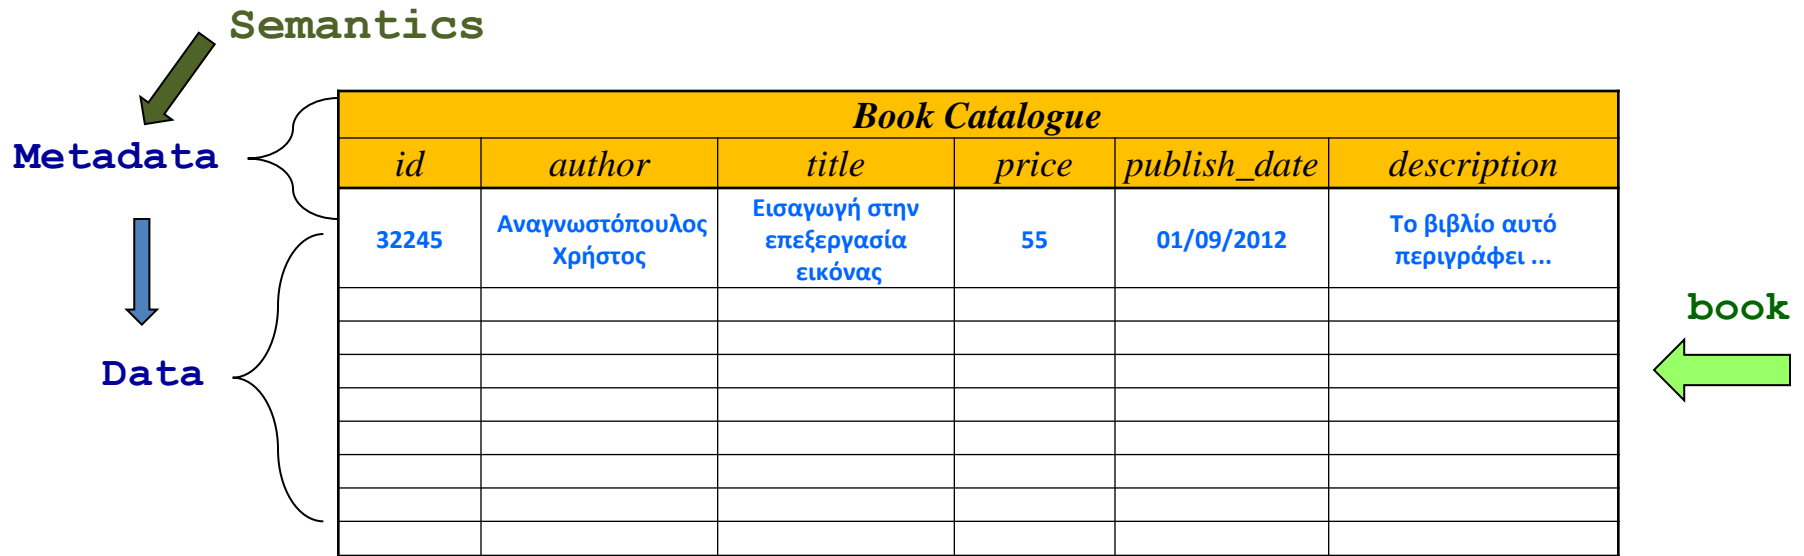 Semantics
Book Catalogue
Metadata
id author title price publish_date description
32245 Αναγνωστόπουλος Χρήστος Εισαγωγή στην επεξεργασία εικόνας 55 01/09/2012 Το βιβλίο αυτό περιγράφει ...
book
Data